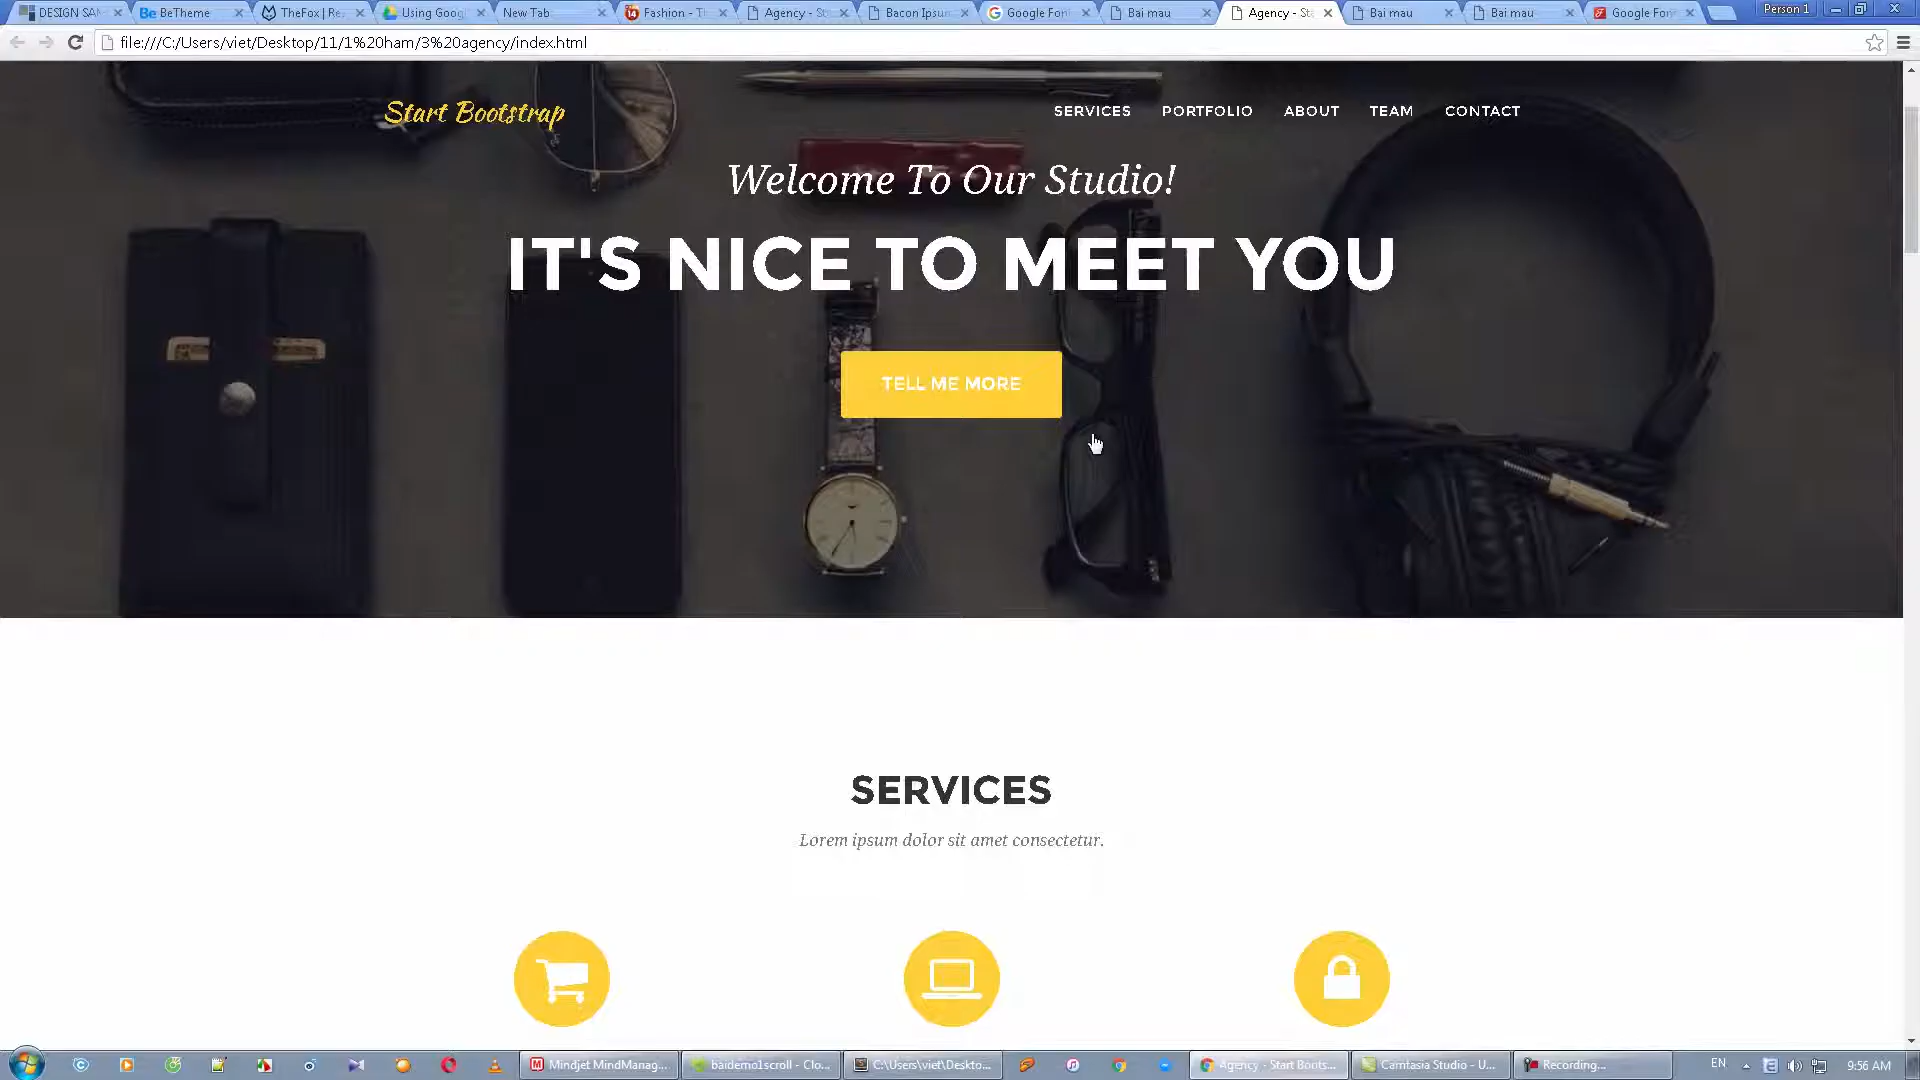 DESIGN SA
BeTheme
TheFox | Re
Using Goog
New Tab
Fashion - T
Agency - St
Bacon Ipsu
Google Fon
Bai mau
Agency - St
Bai mau
Bai mau
Google For
Person 1
file:///C:/Users/viet/Desktop/11/1%20ham/3%20agency/index.html
Start Bootstrap
SERVICES
PORTFOLIO
ABOUT
TEAM
CONTACT
Welcome To Our Studio!
IT'S NICE TO MEET YOU
TELL ME MORE
SERVICES
Lorem ipsum dolor sit amet consectetur.
Mindjet MindManag...
baidemo1scroll - Clo...
C:\Users\viet\Deskto...
Agency - Start Boots...
Camtasia Studio - U...
Recording...
EN
9:56 AM